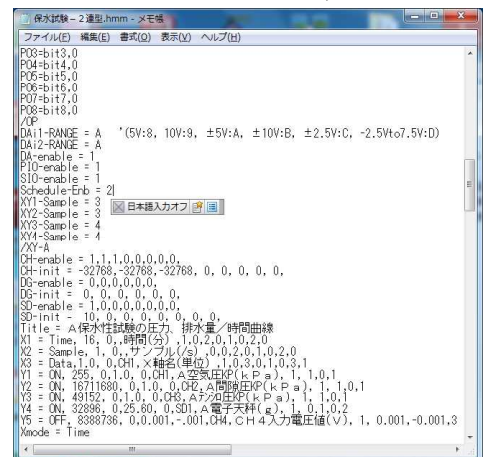 保水試験－２連型.hmm - メモ帳
ファイル(F) 編集(E) 書式(O) 表示(V) ヘルプ(H)
PO3=bit3,0
PO4=bit4,0
PO5=bit5,0
PO6=bit6,0
PO7=bit7,0
PO8=bit8,0
/OP
DAi1-RANGE = A '(5V:8, 10V:9, ±5V:A, ±10V:B, ±2.5V:C, -2.5Vto7.5V:D)
DAi2-RANGE = A
DA-enable = 1
PIO-enable = 1
SIO-enable = 1
Schedule-Enb = 2
XY1-Sample = 3
日本語入力オフ
XY2-Sample = 3
XY3-Sample = 4
XY4-Sample = 4
/XY-A
CH-enable = 1,1,1,0,0,0,0,0,
CH-init = -32768,-32768,-32768, 0, 0, 0, 0, 0,
DG-enable = 0,0,0,0,0,0,0,
DG-init = 0, 0, 0, 0, 0, 0, 0,
SD-enable = 1,0,0,0,0,0,0,0,
SD-init = 10, 0, 0, 0, 0, 0, 0, 0,
Title = Ａ保水性試験の圧力、排水量／時間曲線
X1 = Time, 16, 0,,時間(分) ,1,0,2,0,1,0,2,0
X2 = Sample, 1, 0,,サンプル(/s) ,0,0,2,0,1,0,2,0
X3 = Data,1.0, 0,CH1,X軸名(単位) ,1,0,3,0,1,0,3,1
Y1 = ON, 255, 0,1.0, 0,CH1,Ａ空気圧KP(ｋＰａ), 1, 1,0,1
Y2 = ON, 16711680, 0,1.0, 0,CH2,Ａ間隙圧KP(ｋＰａ), 1, 1,0,1
Y3 = ON, 49152, 0,1.0, 0,CH3,Ａﾃﾝｼｵ圧KP(ｋＰａ), 1, 1,0,1
Y4 = ON, 32896, 0,25.60, 0,SD1,Ａ電子天秤(ｇ), 1, 0.1,0,2
Y5 = OFF, 8388736, 0,0.001,-.001,CH4,ＣＨ４入力電圧値(Ｖ), 1, 0.001,-0.001,3
Xmode = Time